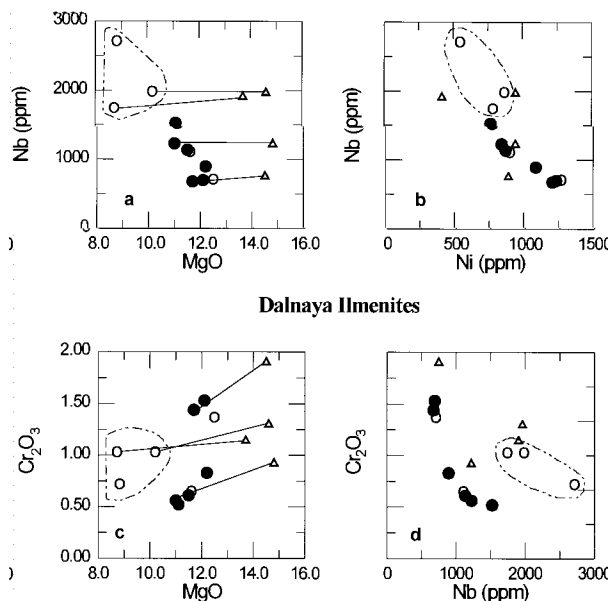 3000
2000
1000
0
Nb (ppm)
a
8.0 10.0 12.0 14.0 16.0
MgO
Nb (ppm)
b
0 500 1000 1500
Ni (ppm)
Dalnaya Ilmenites
2.00
1.50
1.00
0.50
0.00
Cr2O3
c
8.0 10.0 12.0 14.0 16.0
MgO
Cr2O3
d
0 1000 2000 3000
Nb (ppm)
)
)